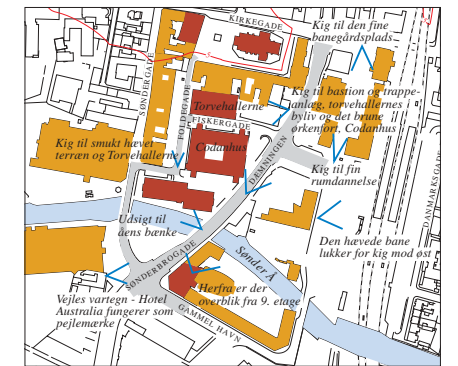 KIRKEGADE
Kig til den fine
banegårdsplads
SØNDERGADE
FOLDEGADE
Torvehallerne
FISKERGADE
Kig til bastion og trappe-
anlæg, torvehallernes
byliv og det brune
ørkenfort, Codanhus
Codanhus
Kig til smukt hævet
terræn og Torvehallerne
DÆMNINGEN
Kig til fin
rumdannelse
DANMARKSGADE
Udsigt til
åens bænke
Den hævede bane
lukker for kig mod øst
SØNDERBROGADE
Sønder Å
Herfra er der
overblik fra 9. etage
Vejles vartegn - Hotel
Australia fungerer som
pejlemærke
GAMMEL HAVN